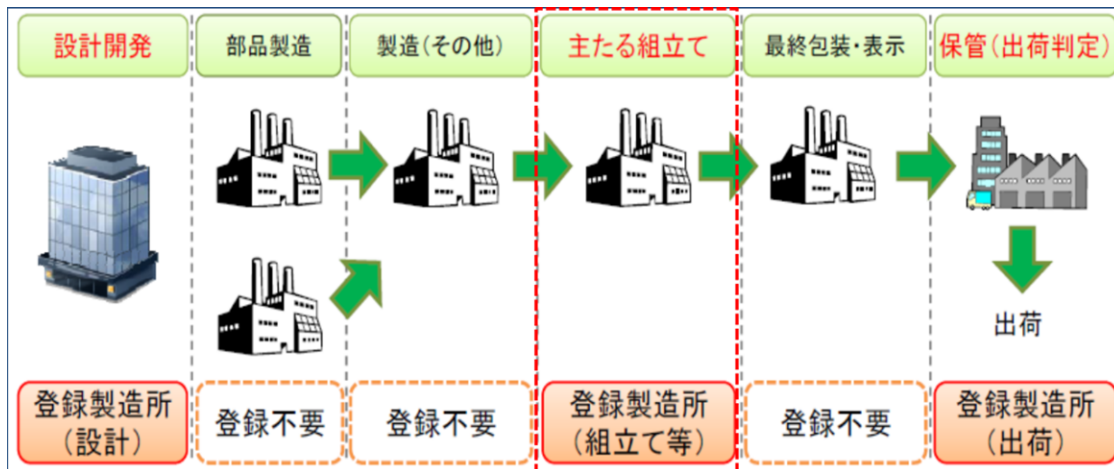 設計開発
部品製造
製造(その他)
主たる組立て
最終包装・表示
保管(出荷判定)
出荷
登録製造所
(設計)
登録不要
登録不要
登録製造所
(組立て等)
登録不要
登録製造所
(出荷)